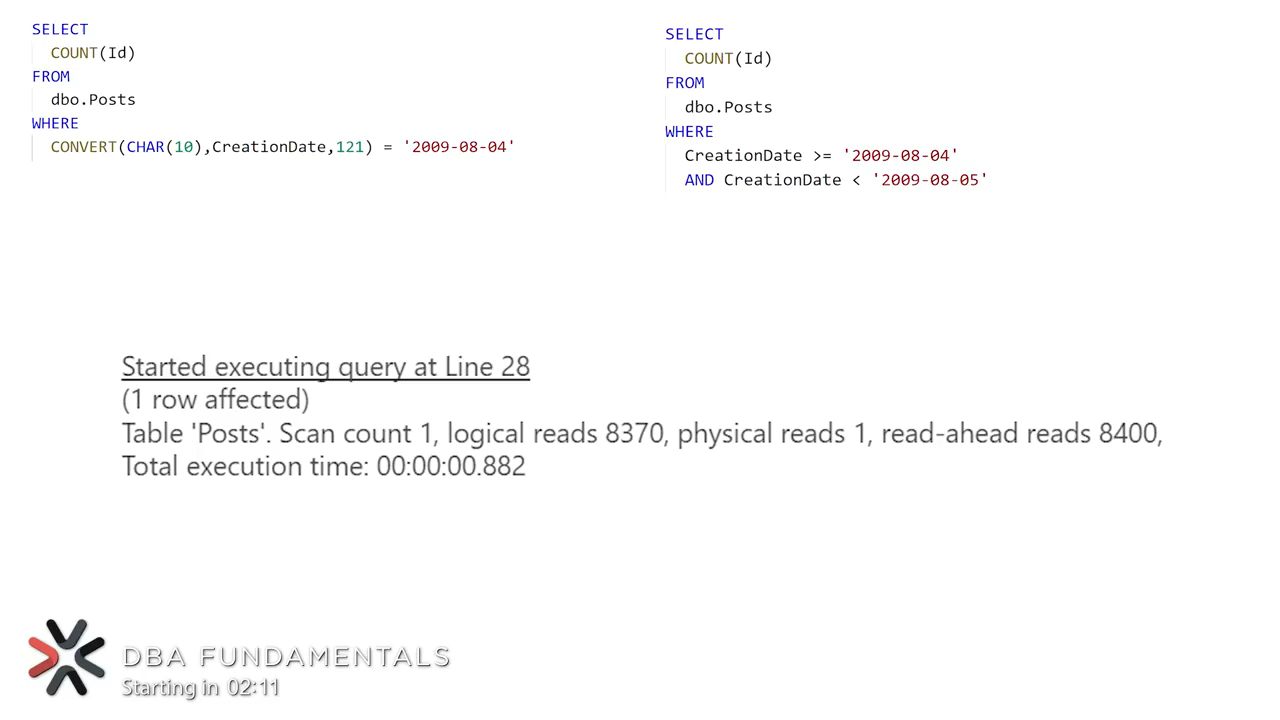 SELECT
COUNT(Id)
FROM
dbo.Posts
WHERE
CONVERT(CHAR(10),CreationDate,121) = '2009-08-04'
SELECT
COUNT(Id)
FROM
dbo.Posts
WHERE
CreationDate >= '2009-08-04'
AND CreationDate < '2009-08-05'
Started executing query at Line 28
(1 row affected)
Table 'Posts'. Scan count 1, logical reads 8370, physical reads 1, read-ahead reads 8400,
Total execution time: 00:00:00.882
DBA FUNDAMENTALS
Starting in 02:11